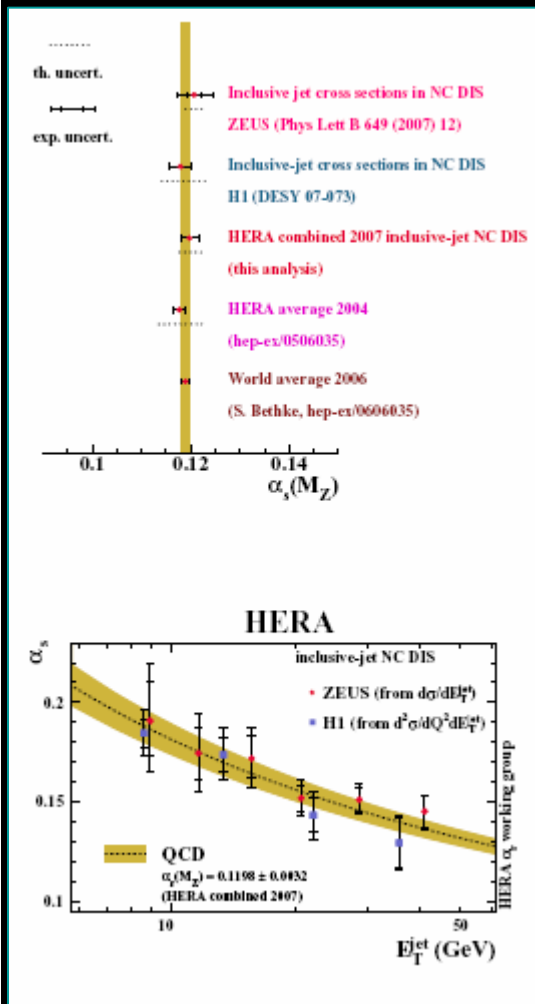 th. uncert.
exp. uncert.
Inclusive jet cross sections in NC DIS
ZEUS (Phys Lett B 649 (2007) 12)
Inclusive-jet cross sections in NC DIS
H1 (DESY 07-073)
HERA combined 2007 inclusive-jet NC DIS
(this analysis)
HERA average 2004
(hep-ex/0506035)
World average 2006
(S. Bethke, hep-ex/0606035)
0.1 0.12 0.14
αs(MZ)
HERA
αs
inclusive-jet NC DIS
ZEUS (from dσ/dETjet)
H1 (from d²σ/dQ²dETjet)
0.2
0.15
0.1
QCD
αs(MZ) = 0.1198 ± 0.0032
(HERA combined 2007)
HERA αs working group
10 50
ETjet (GeV)